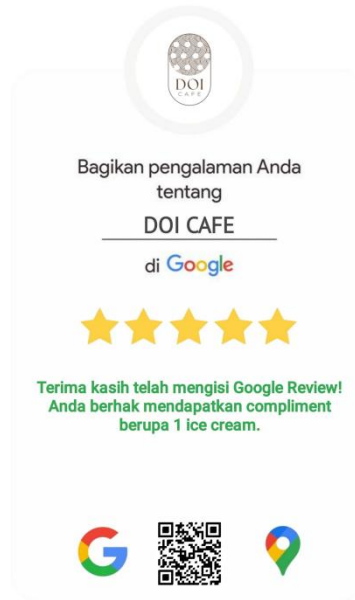 DOI
CAFE
Bagikan pengalaman Anda
tentang
DOI CAFE
di Google
Terima kasih telah mengisi Google Review!
Anda berhak mendapatkan compliment
berupa 1 ice cream.